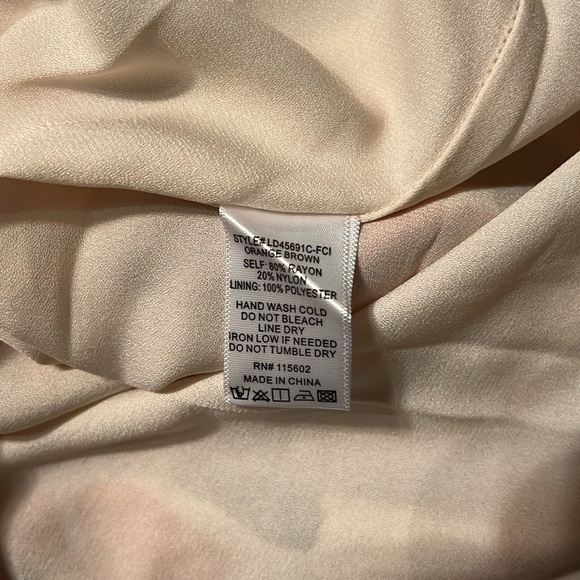 STYLE# LD45691C-FCI
ORANGE BROWN
SELF: 80% RAYON
20% NYLON
LINING: 100% POLYESTER
HAND WASH COLD
DO NOT BLEACH
LINE DRY
IRON LOW IF NEEDED
DO NOT TUMBLE DRY
RN# 115602
MADE IN CHINA